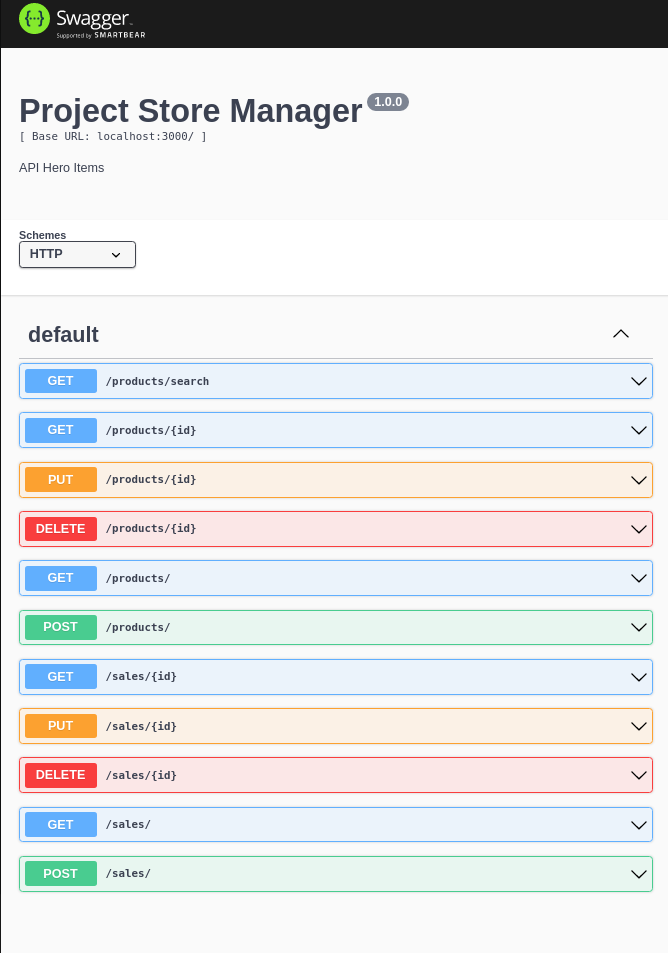 Swagger
Supported by SMARTBEAR
Project Store Manager 1.0.0
[ Base URL: localhost:3000/ ]
API Hero Items
Schemes
HTTP
default
GET /products/search
GET /products/{id}
PUT /products/{id}
DELETE /products/{id}
GET /products/
POST /products/
GET /sales/{id}
PUT /sales/{id}
DELETE /sales/{id}
GET /sales/
POST /sales/